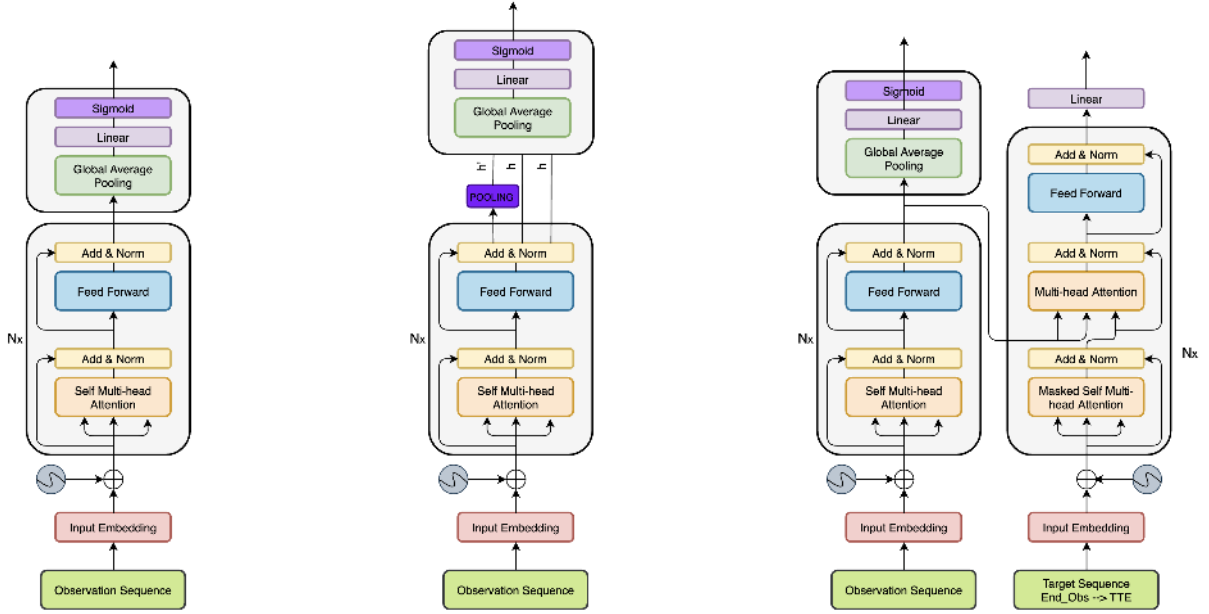 Sigmoid
Linear
Global Average
Pooling
Add & Norm
Feed Forward
Nx
Add & Norm
Self Multi-head
Attention
Input Embedding
Observation Sequence
Sigmoid
Linear
Global Average
Pooling
h'
h
h
POOLING
Add & Norm
Feed Forward
Nx
Add & Norm
Self Multi-head
Attention
Input Embedding
Observation Sequence
Sigmoid
Linear
Global Average
Pooling
Add & Norm
Feed Forward
Nx
Add & Norm
Self Multi-head
Attention
Input Embedding
Observation Sequence
Linear
Add & Norm
Feed Forward
Add & Norm
Multi-head Attention
Add & Norm
Nx
Masked Self Multi-
head Attention
Input Embedding
Target Sequence
End_Obs --> TTE